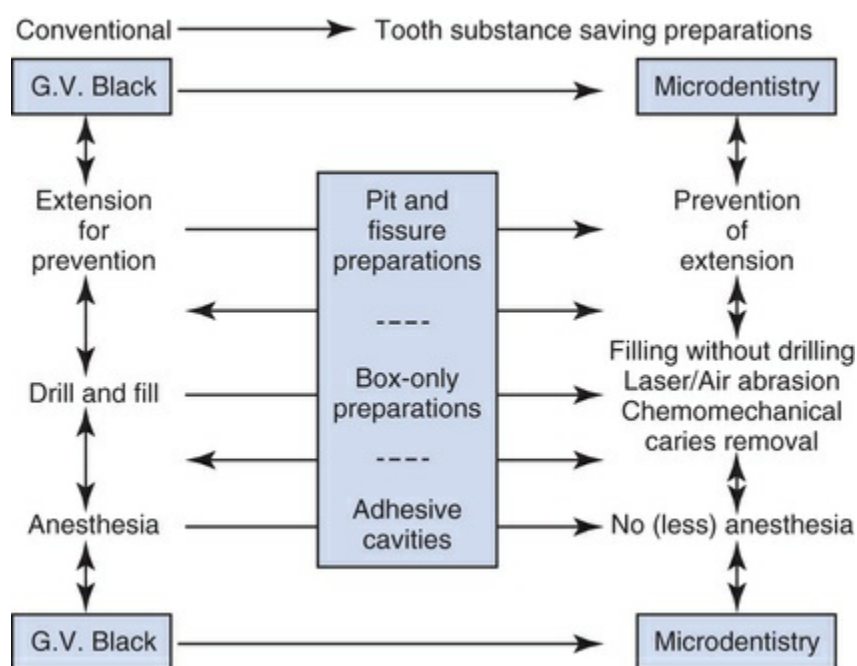 Conventional Tooth substance saving preparations
G.V. Black Microdentistry
Extension
for
prevention
Pit and
fissure
preparations
Prevention
of
extension
----
Drill and fill
Box-only
preparations
Filling without drilling
Laser/Air abrasion
Chemomechanical
caries removal
----
Anesthesia
Adhesive
cavities
No (less) anesthesia
G.V. Black Microdentistry